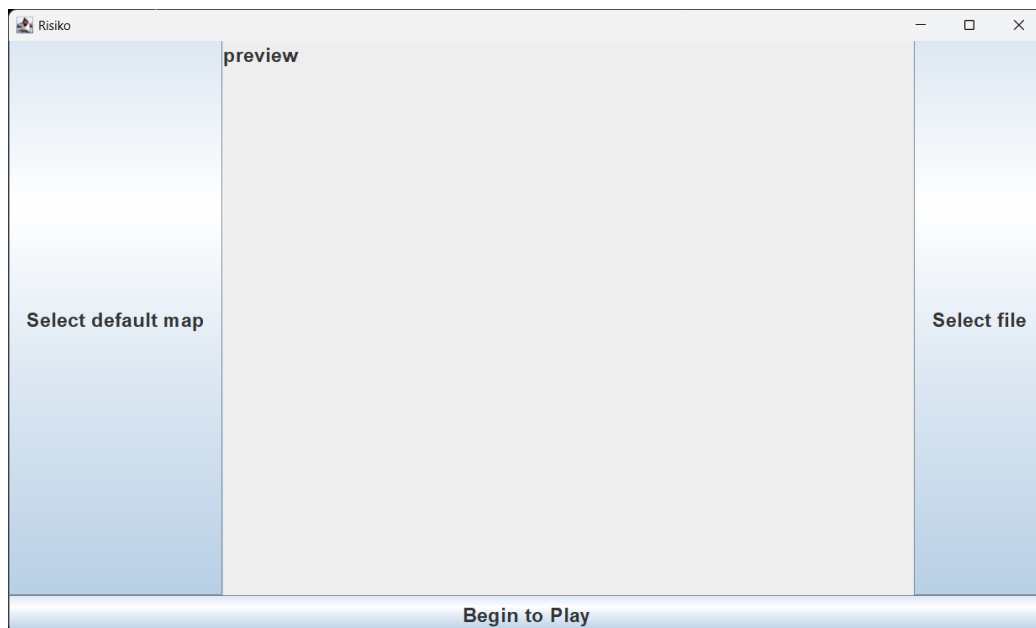 Risiko
preview
Select default map
Select file
Begin to Play